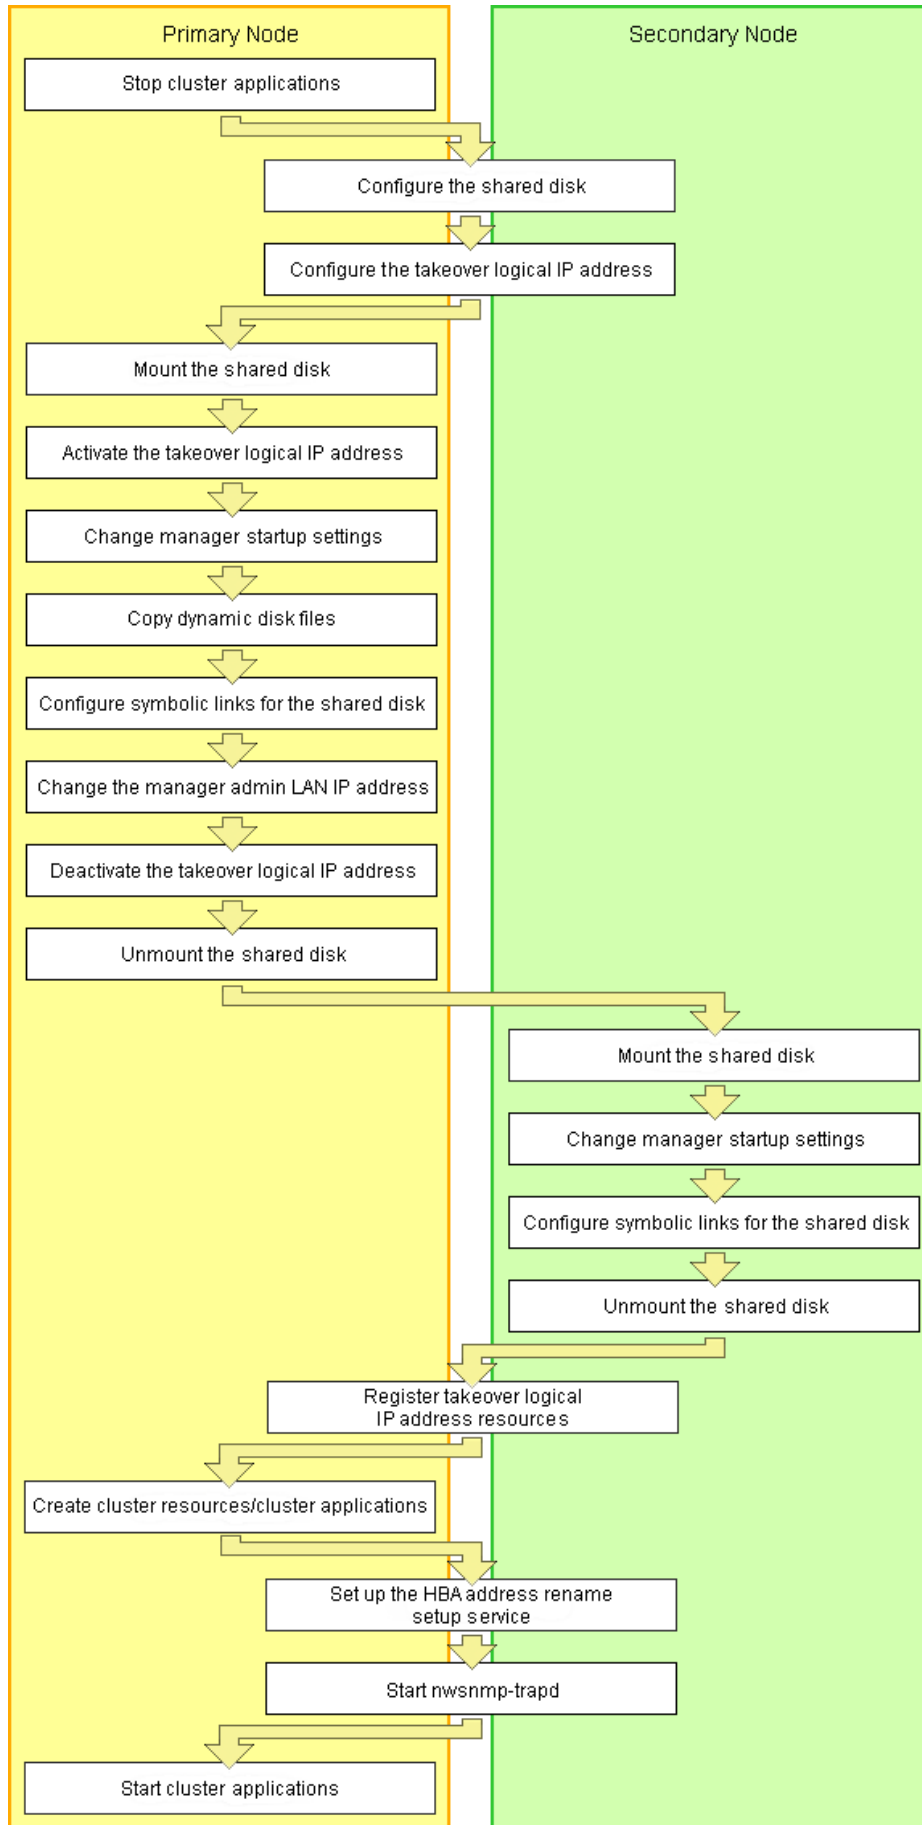 Primary Node
Secondary Node
Stop cluster applications
Configure the shared disk
Configure the takeover logical IP address
Mount the shared disk
Activate the takeover logical IP address
Change manager startup settings
Copy dynamic disk files
Configure symbolic links for the shared disk
Change the manager admin LAN IP address
Deactivate the takeover logical IP address
Unmount the shared disk
Mount the shared disk
Change manager startup settings
Configure symbolic links for the shared disk
Unmount the shared disk
Register takeover logical
IP address resources
Create cluster resources/cluster applications
Set up the HBA address rename
setup service
Start nwsnmp-trapd
Start cluster applications